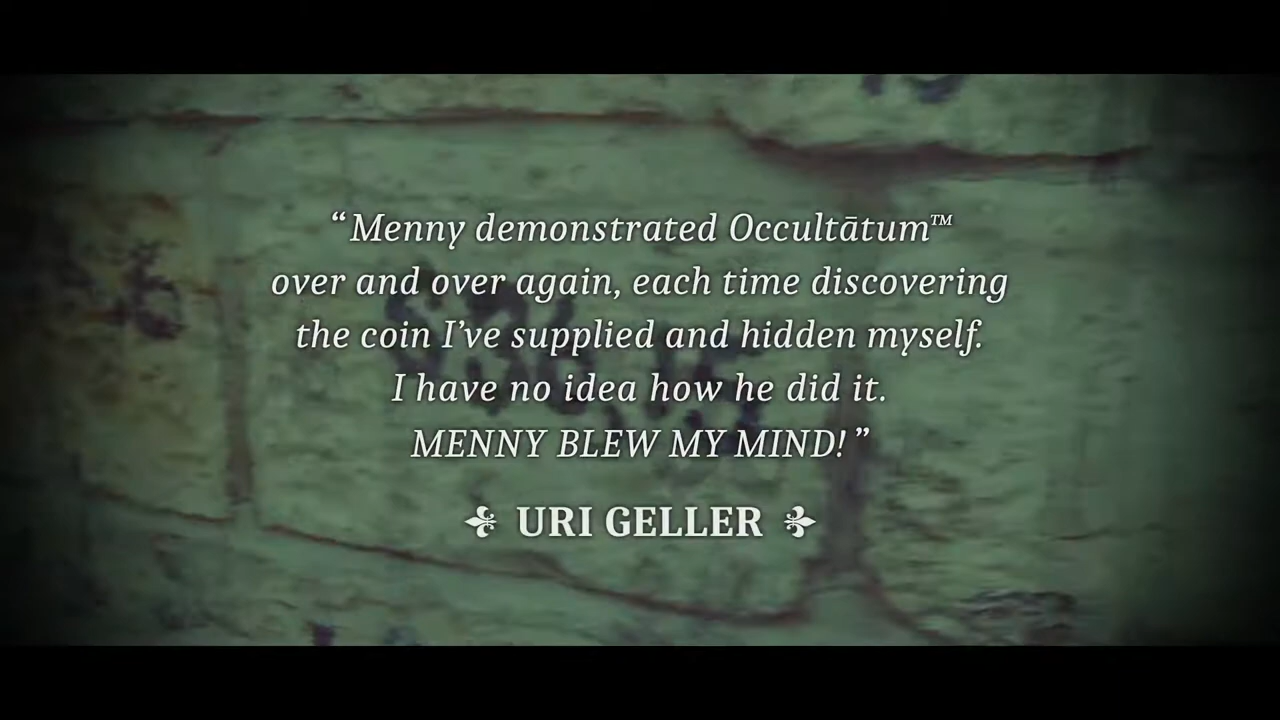 “Menny demonstrated Occultātum™
over and over again, each time discovering
the coin I’ve supplied and hidden myself.
I have no idea how he did it.
MENNY BLEW MY MIND!”
URI GELLER